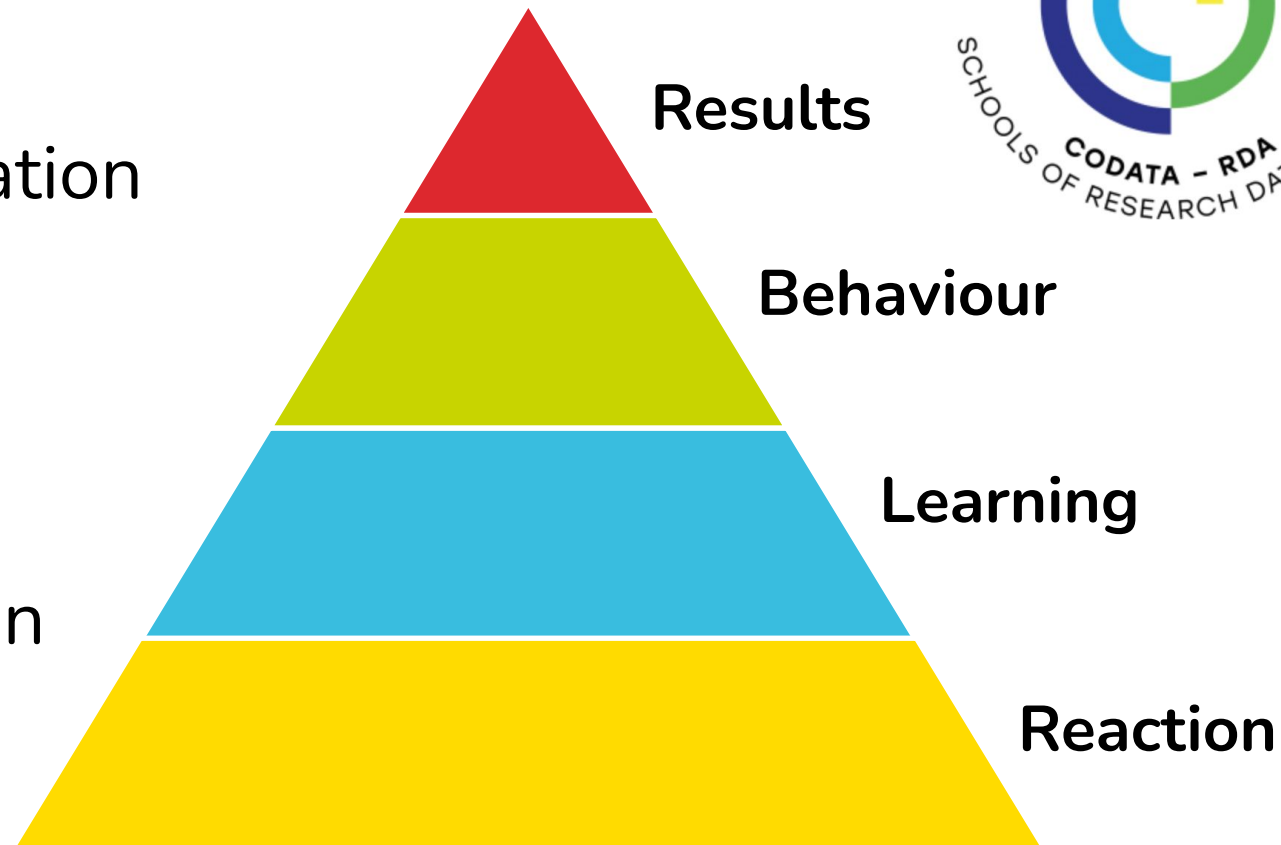 Results
ation
Behaviour
Learning
n
Reaction
CODATA – RDA
SCHOOLS OF RESEARCH DA